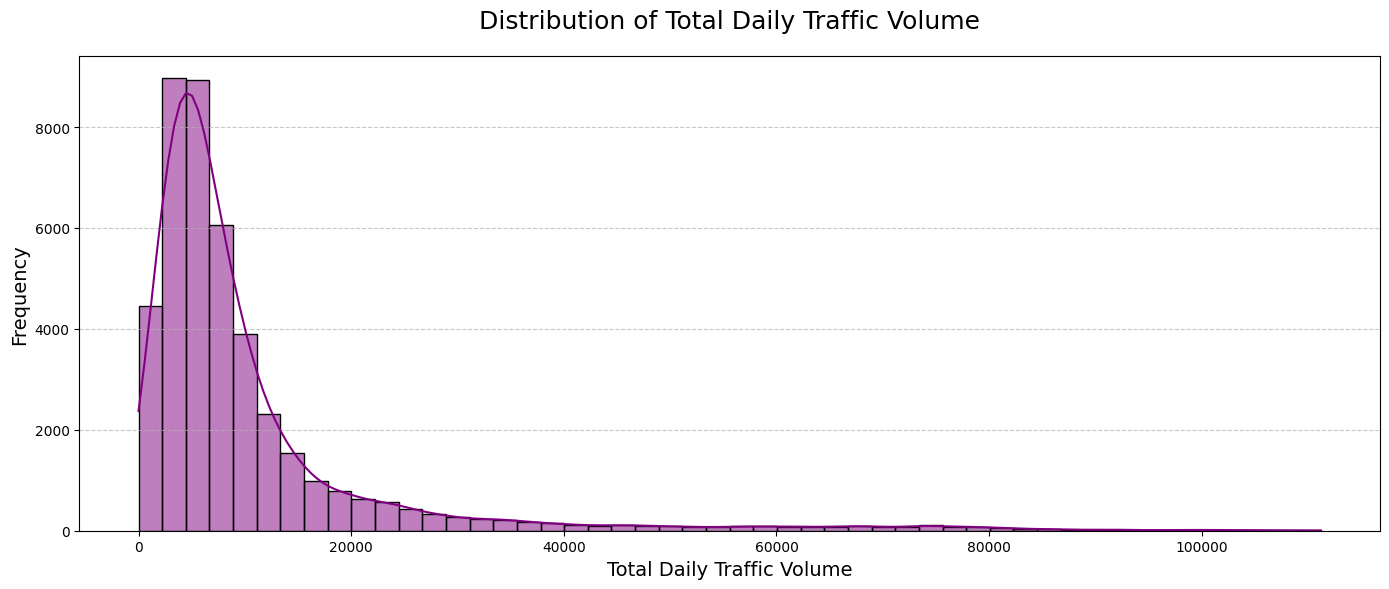 Distribution of Total Daily Traffic Volume
Frequency
8000
6000
4000
2000
0
0 20000 40000 60000 80000 100000
Total Daily Traffic Volume